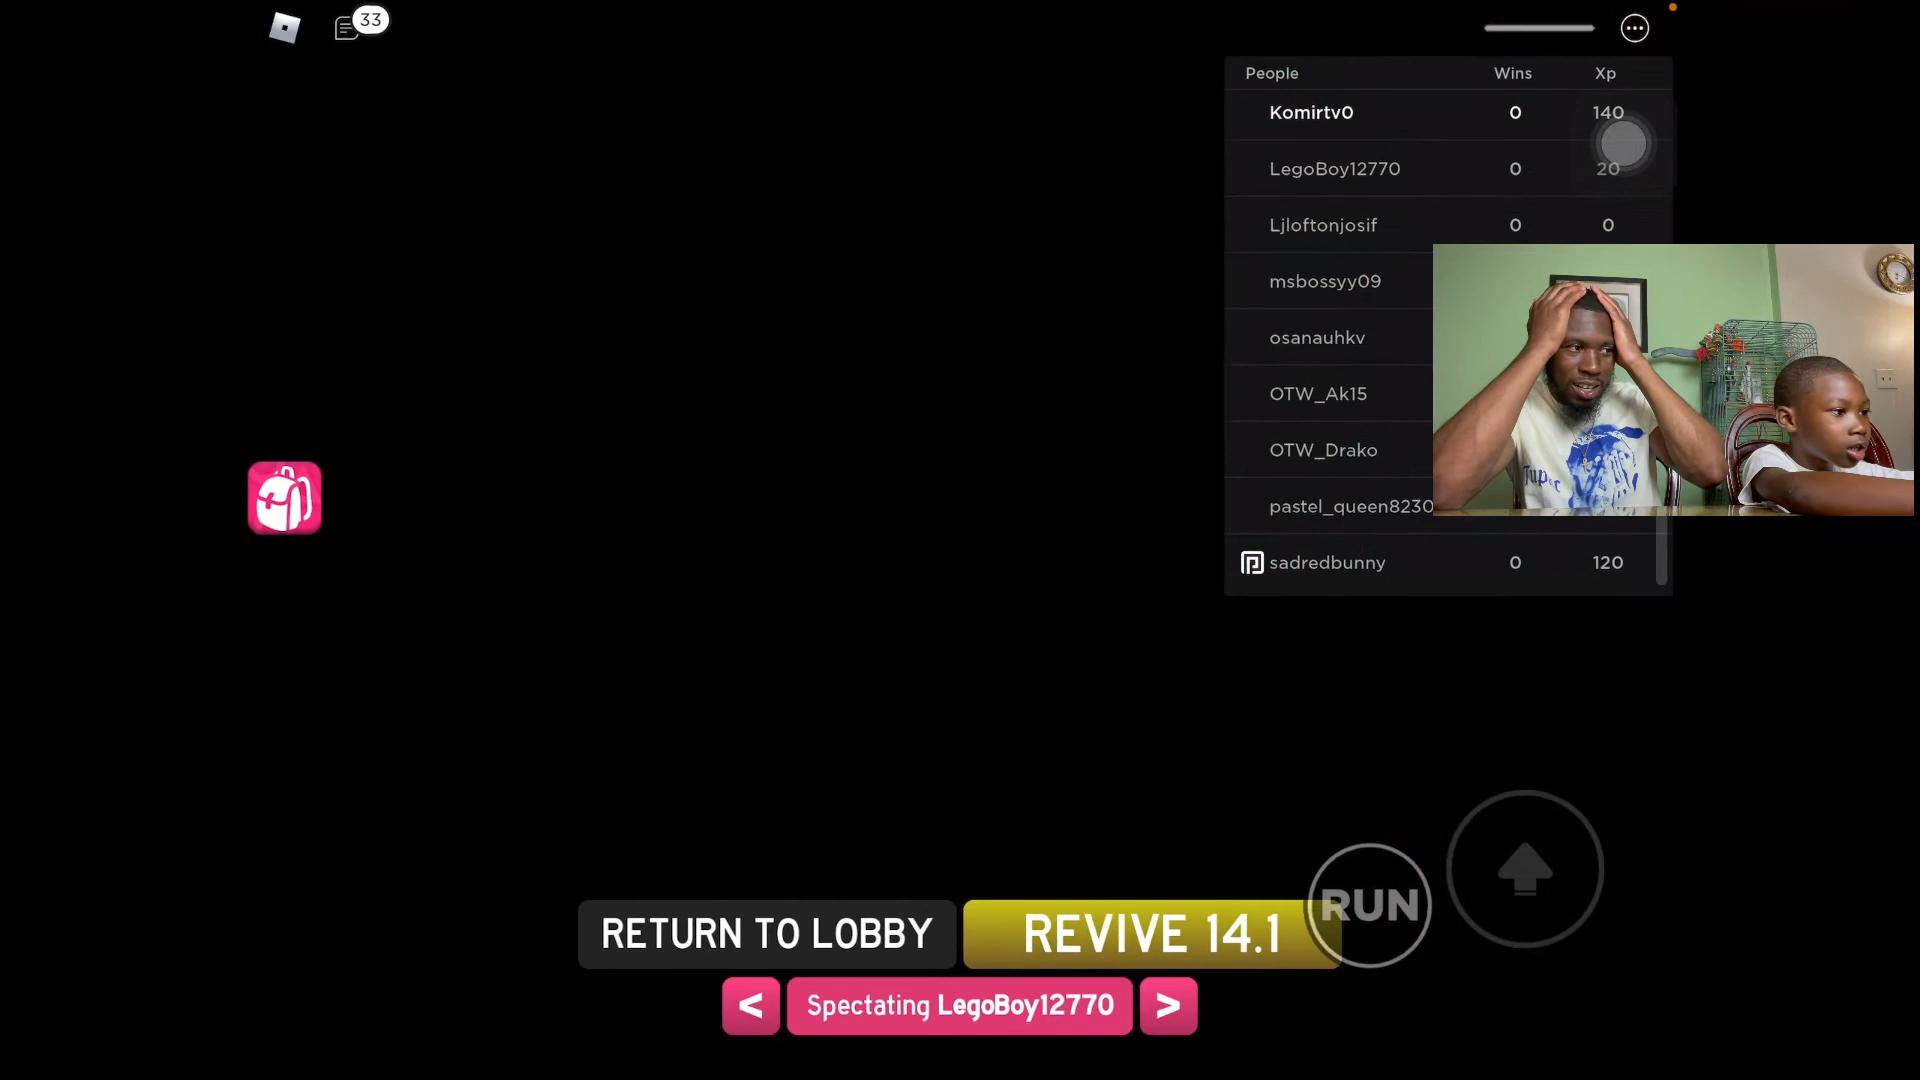 33
People Wins Xp
Komirtv0 0 140
LegoBoy12770 0 20
Ljloftonjosif 0 0
msbossyy09
osanauhkv
OTW_Ak15
OTW_Drako
pastel_queen8230
sadredbunny 0 120
RUN
RETURN TO LOBBY
REVIVE 14.1
<
Spectating LegoBoy12770
>